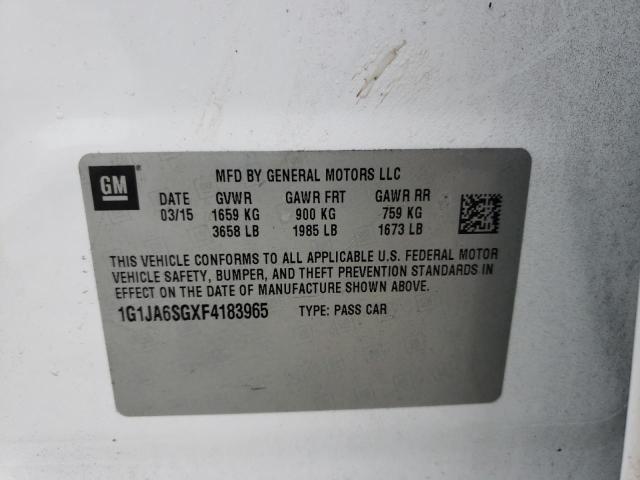 GM
MFD BY GENERAL MOTORS LLC
DATE GVWR GAWR FRT GAWR RR
03/15 1659 KG 900 KG 759 KG
3658 LB 1985 LB 1673 LB
THIS VEHICLE CONFORMS TO ALL APPLICABLE U.S. FEDERAL MOTOR
VEHICLE SAFETY, BUMPER, AND THEFT PREVENTION STANDARDS IN
EFFECT ON THE DATE OF MANUFACTURE SHOWN ABOVE.
1G1JA6SGXF4183965 TYPE: PASS CAR